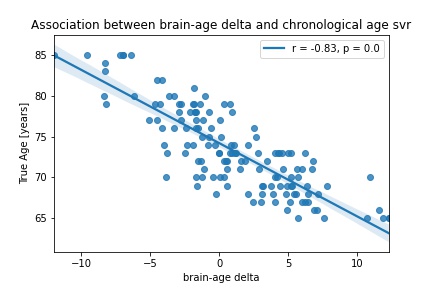 Association between brain-age delta and chronological age svr
r = -0.83, p = 0.0
True Age [years]
85
80
75
70
65
−10 −5 0 5 10
brain-age delta